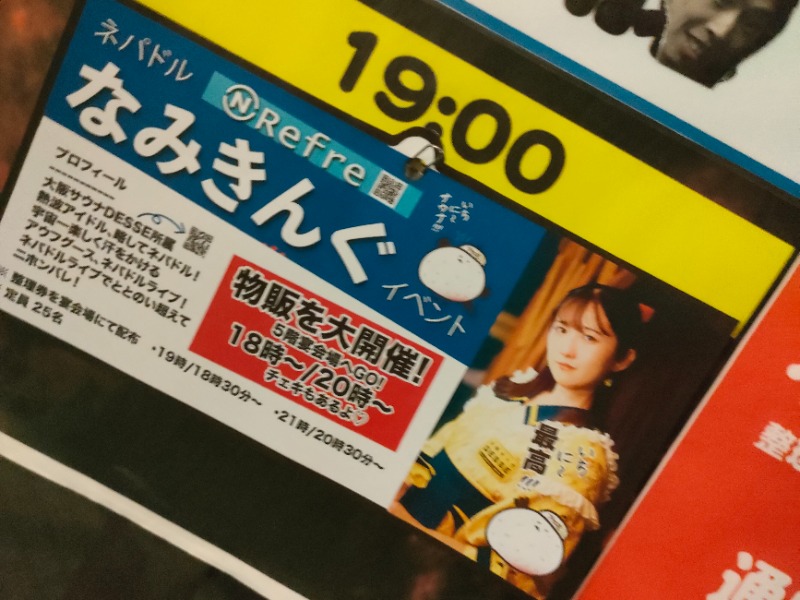 19:00
ネパドル
N Refre
なみきんぐ
イベント
プロフィール
大阪サウナDESSE所属
熱波アイドル、略してネパドル!
宇宙一楽しく汗をかける
アウフグース、ネパドルライブ!
ネパドルライブでととのい超えて
ニホンバレ!
整理券を宴会場にて配布
定員 25名
・19時/18時30分~ ・21時/20時30分~
物販を大開催!
5階宴会場へGO!
18時~/20時~
チェキもあるよ♡
いち
に~
最高!!!
いち
に~
整
通